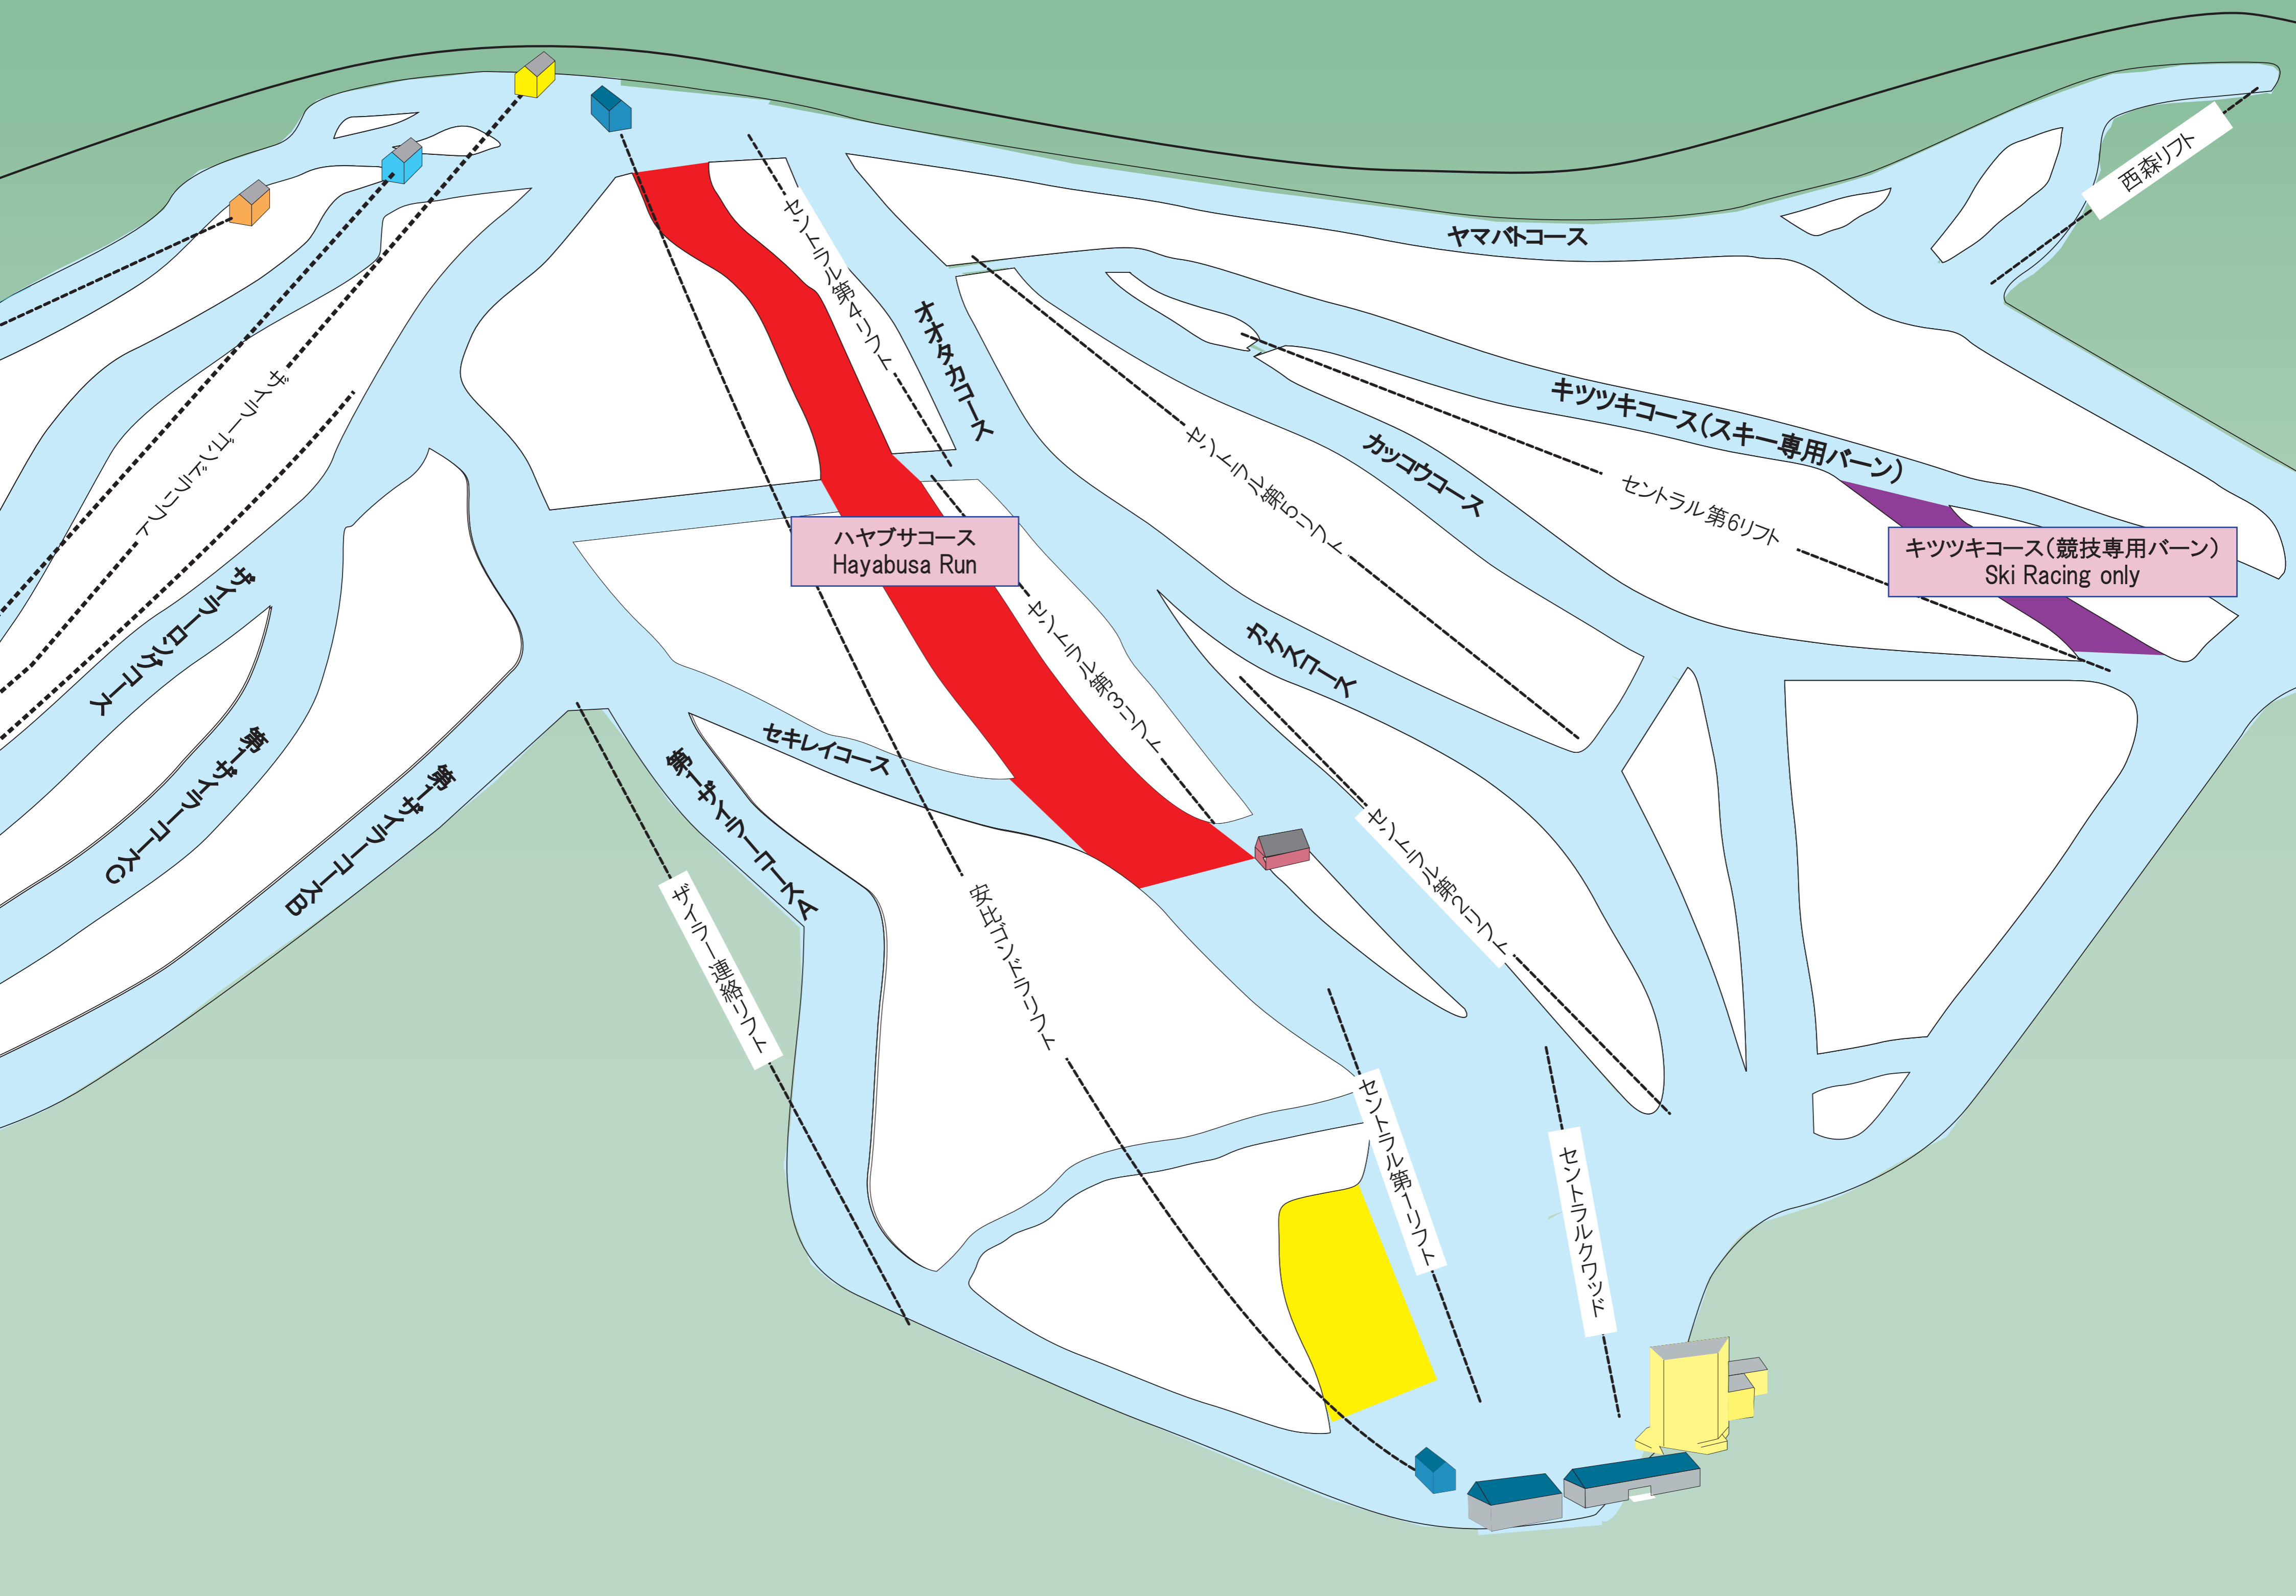 西森リフト
ヤマバトコース
セントラル第4リフト
オオタカコース
ザイラーゴンドラリフト
キツツキコース（スキー専用バーン）
カッコウコース
セントラル第5リフト
セントラル第6リフト
ハヤブサコース
Hayabusa Run
キツツキコース（競技専用バーン）
Ski Racing only
ザイラーロングコース
セントラル第3リフト
カケスコース
セキレイコース
第1ザイラーコースC
第1ザイラーコースB
第1ザイラーコースA
セントラル第2リフト
ザイラー連絡リフト
安比ゴンドラリフト
セントラル第1リフト
セントラルクワッド